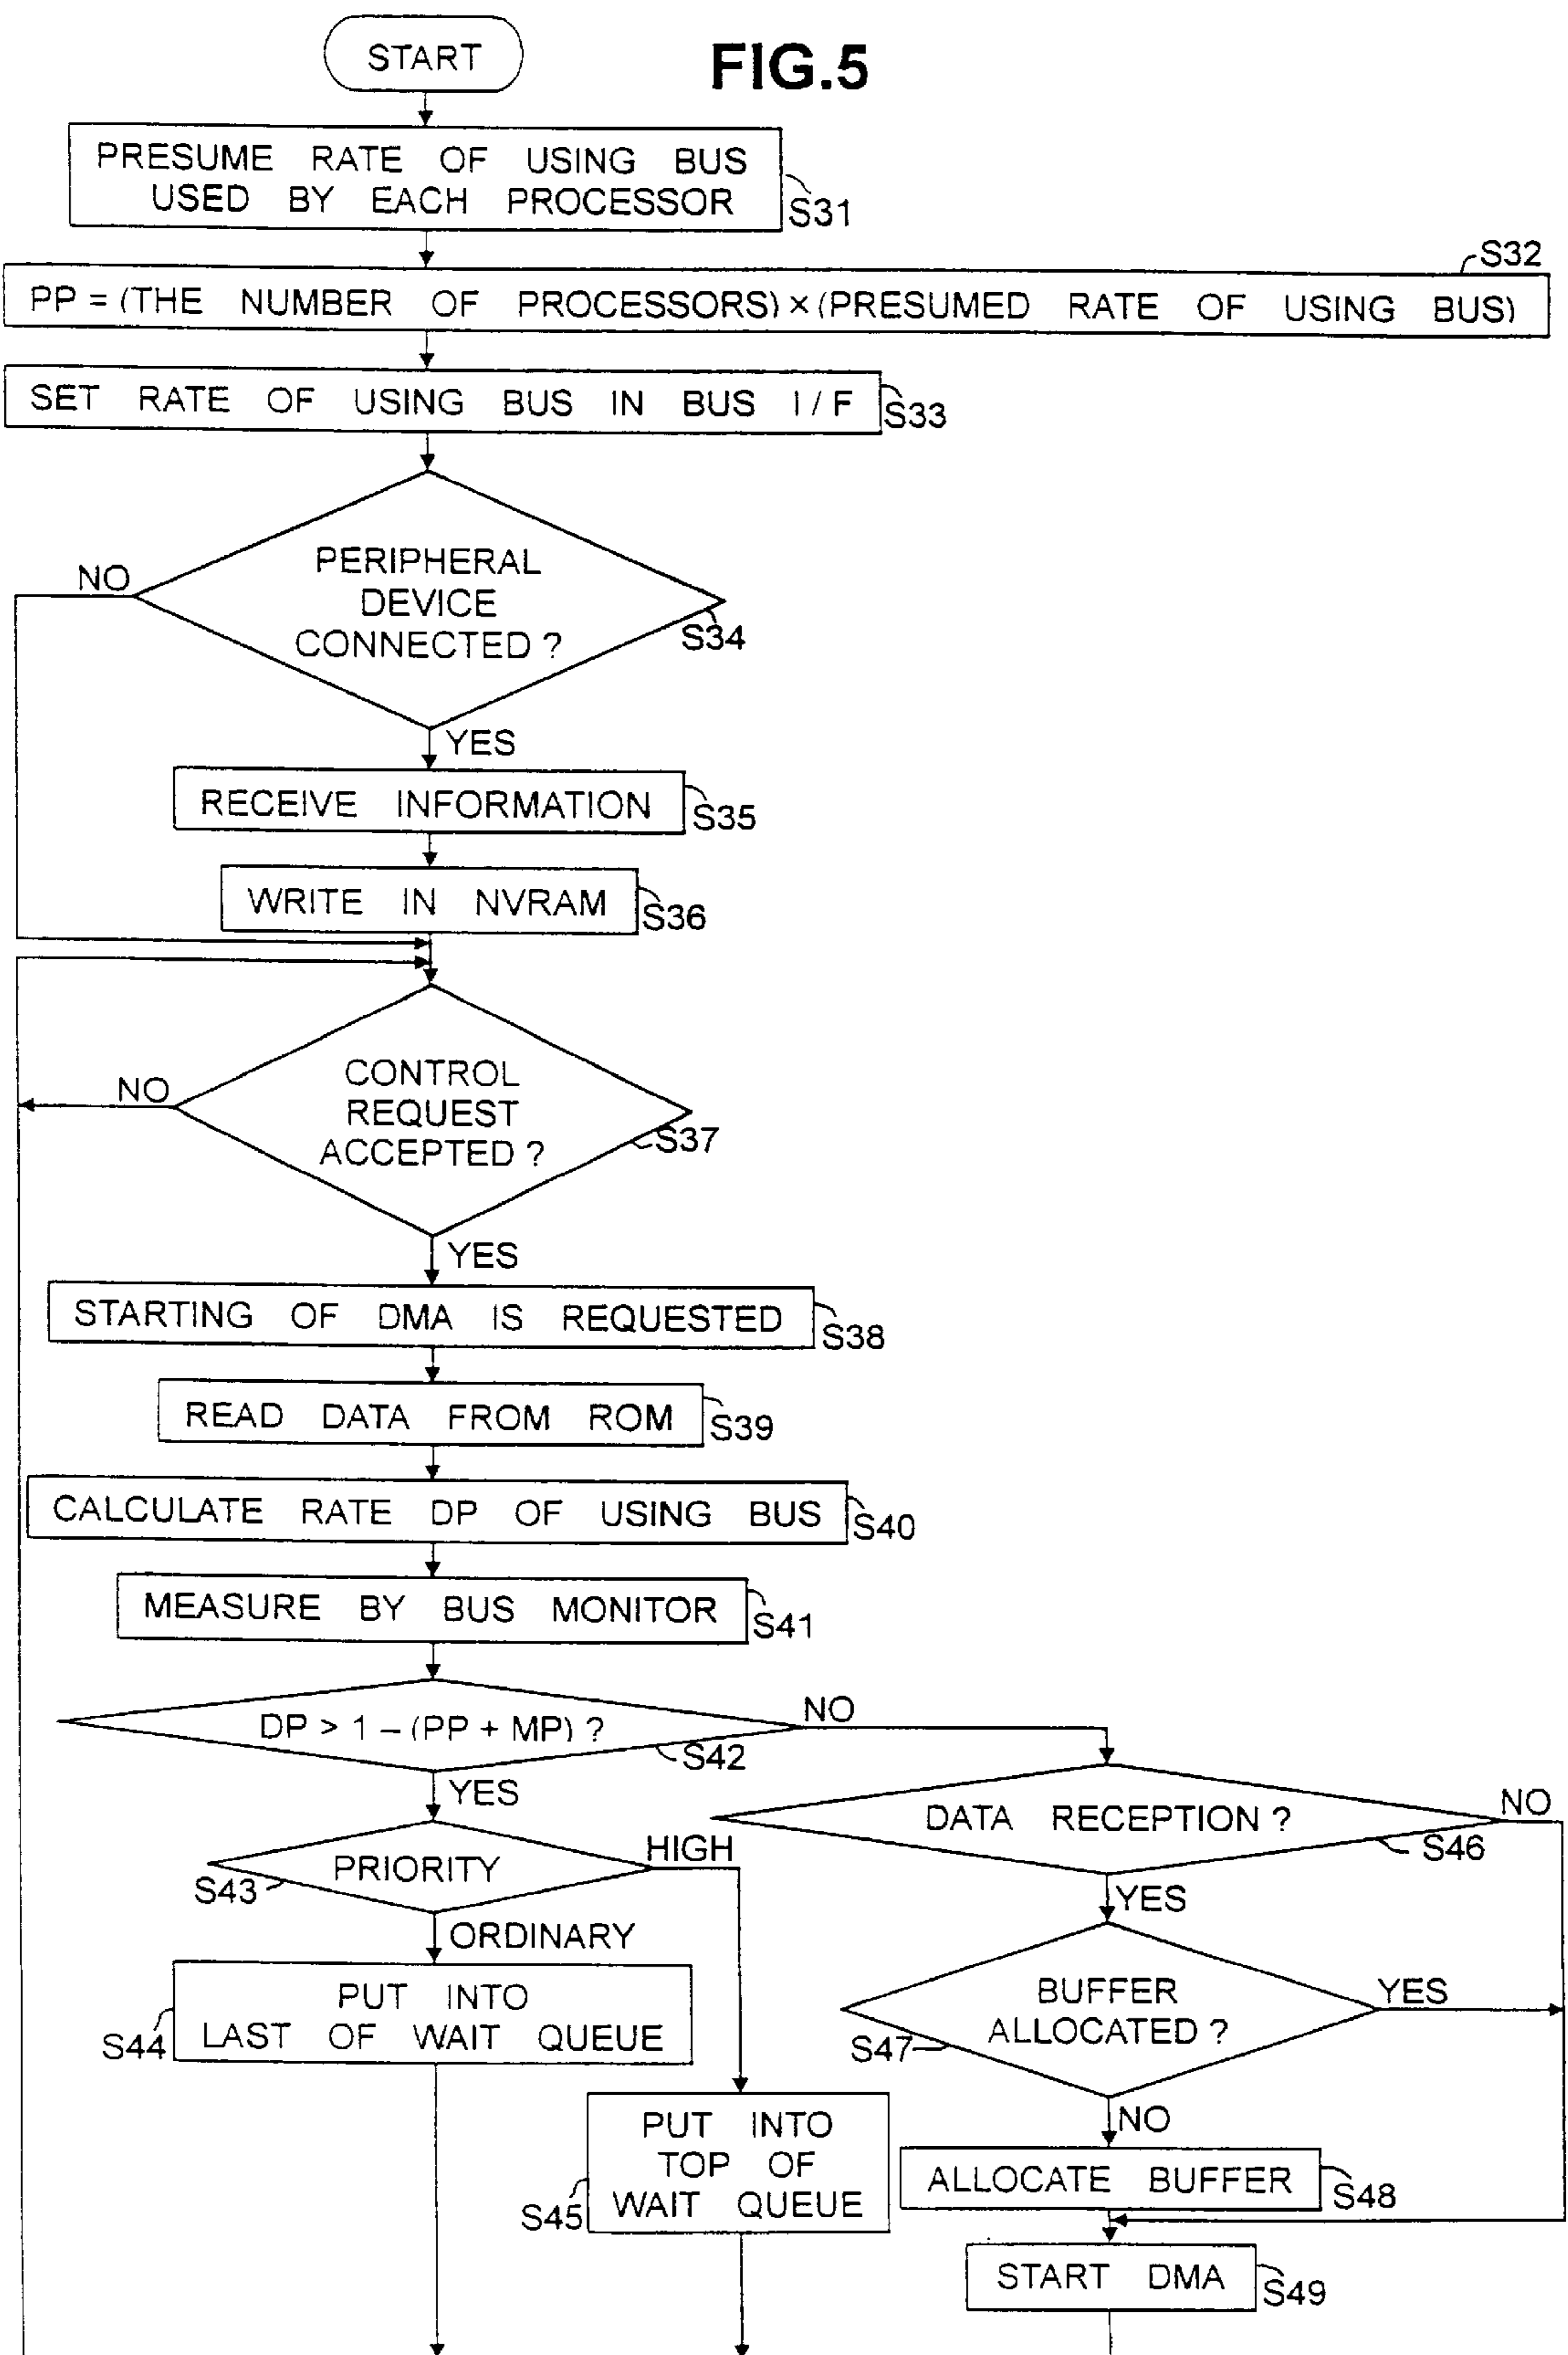 START
FIG.5
PRESUME RATE OF USING BUS
USED BY EACH PROCESSOR
S31
S32
PP = (THE NUMBER OF PROCESSORS) × (PRESUMED RATE OF USING BUS)
SET RATE OF USING BUS IN BUS I / F
S33
NO
PERIPHERAL
DEVICE
CONNECTED ?
S34
YES
RECEIVE INFORMATION
S35
WRITE IN NVRAM
S36
NO
CONTROL
REQUEST
ACCEPTED ?
S37
YES
STARTING OF DMA IS REQUESTED
S38
READ DATA FROM ROM
S39
CALCULATE RATE DP OF USING BUS
S40
MEASURE BY BUS MONITOR
S41
DP > 1 – (PP + MP) ?
NO
S42
YES
DATA RECEPTION ?
NO
S46
PRIORITY
HIGH
S43
YES
ORDINARY
PUT INTO
LAST OF WAIT QUEUE
S44
BUFFER
ALLOCATED ?
YES
S47
NO
PUT INTO
TOP OF
WAIT QUEUE
S45
ALLOCATE BUFFER
S48
START DMA
S49